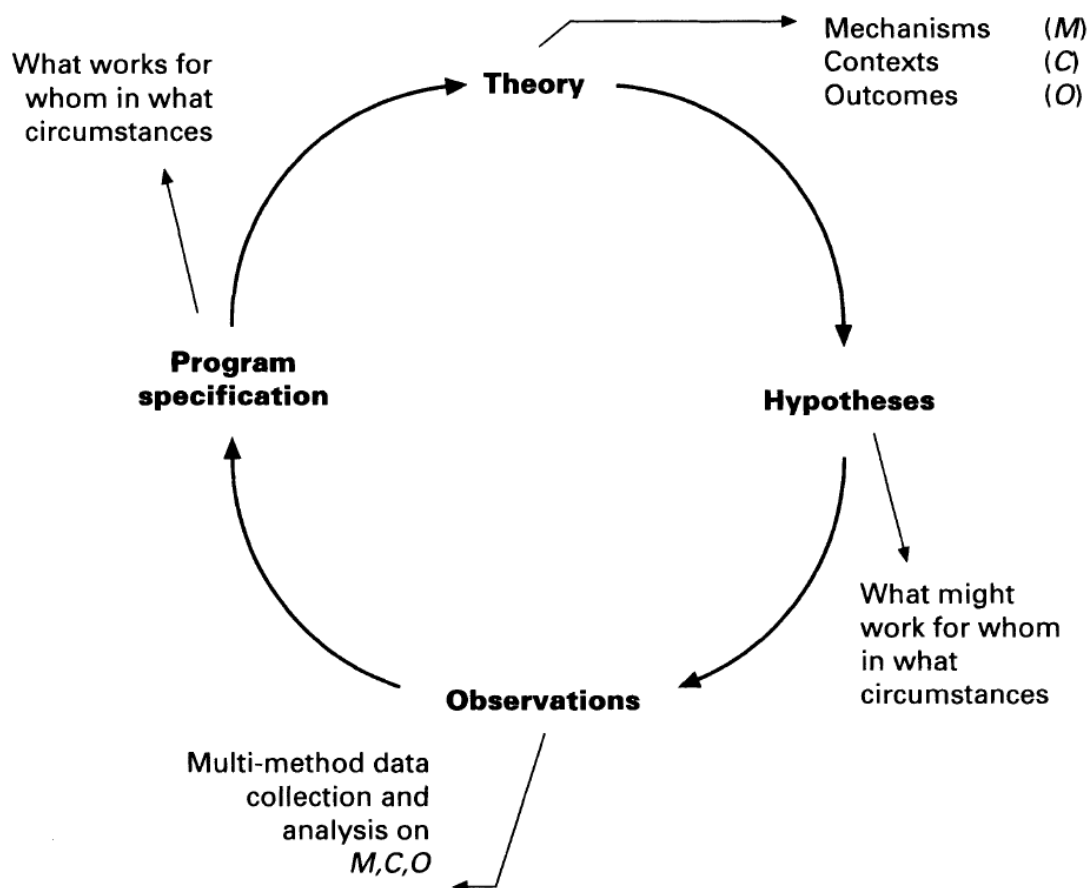 What works for
whom in what
circumstances
Theory
Mechanisms (M)
Contexts (C)
Outcomes (O)
Program
specification
Hypotheses
What might
work for whom
in what
circumstances
Observations
Multi-method data
collection and
analysis on
M,C,O